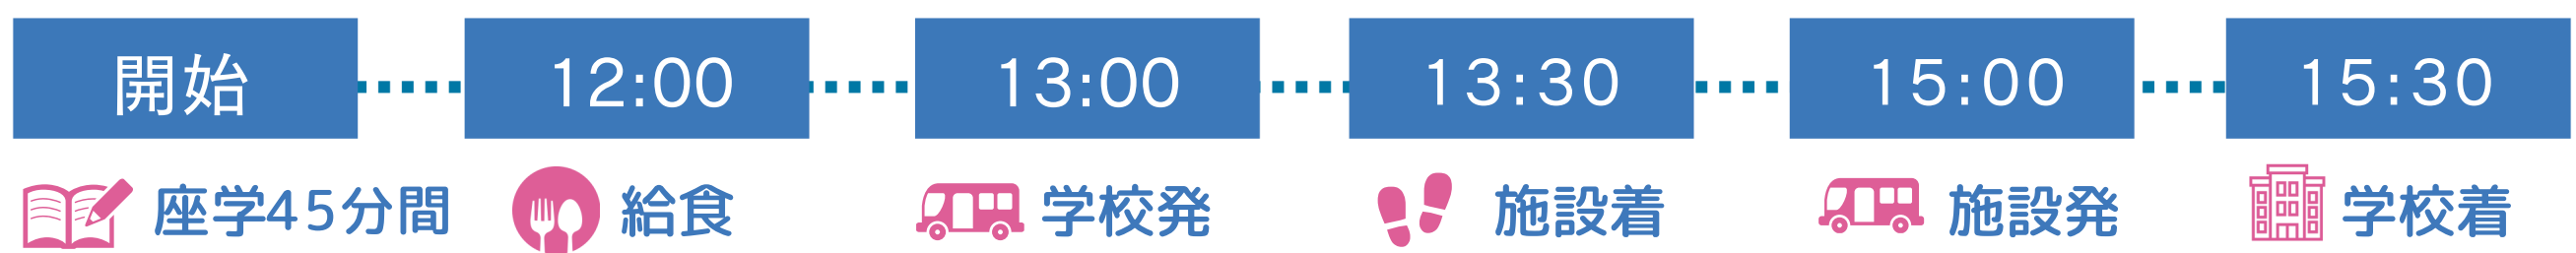 開始 12:00 13:00 13:30 15:00 15:30
座学45分間 給食 学校発 施設着 施設発 学校着